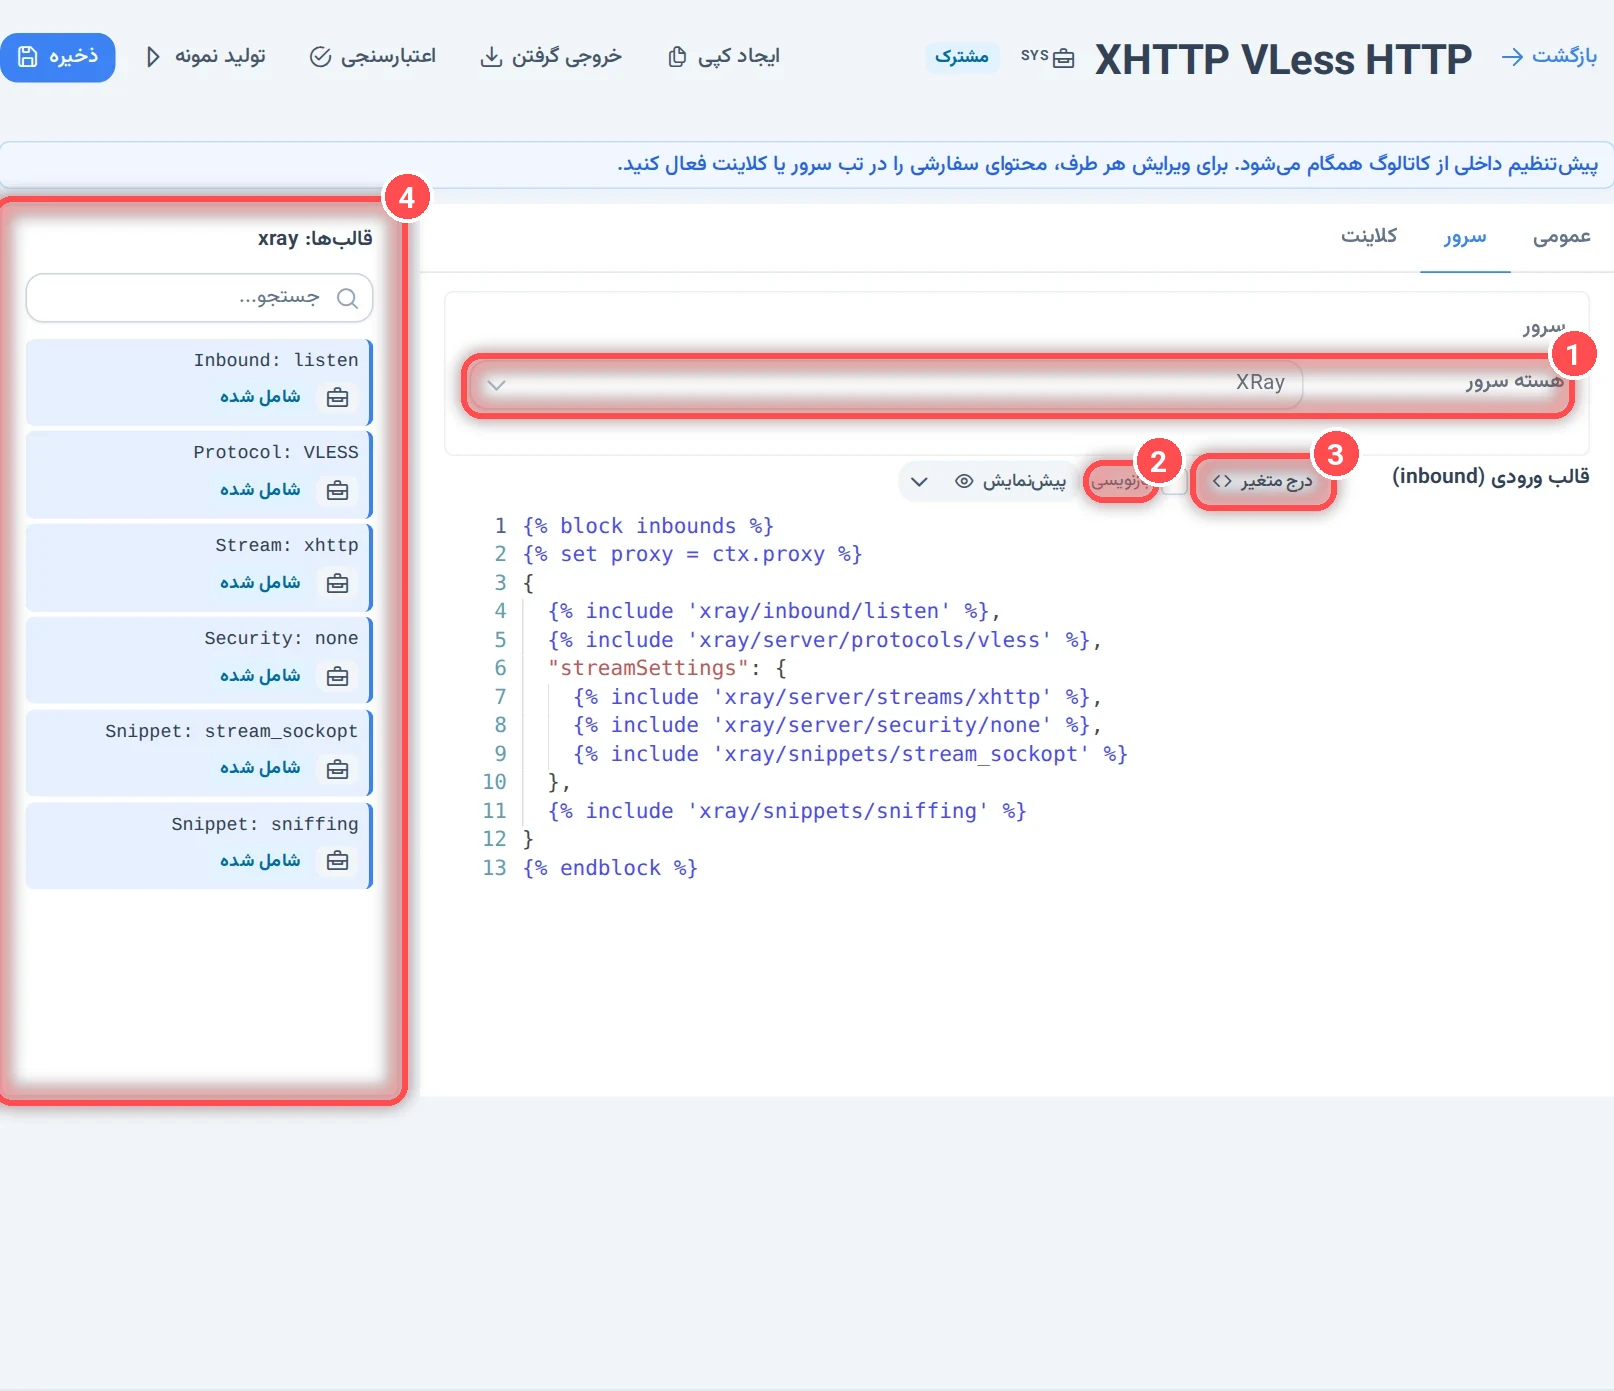 بازگشت
XHTTP VLess HTTP
SYS
مشترک
ایجاد کپی
خروجی گرفتن
اعتبارسنجی
تولید نمونه
ذخیره
پیش‌تنظیم داخلی از کاتالوگ همگام می‌شود. برای ویرایش هر طرف، محتوای سفارشی را در تب سرور یا کلاینت فعال کنید.
عمومی
سرور
کلاینت
سرور
1
هسته سرور
XRay
قالب ورودی (inbound)
3
درج متغیر
2
بازنویسی
پیش‌نمایش
1 {% block inbounds %}
2 {% set proxy = ctx.proxy %}
3 {
4 {% include 'xray/inbound/listen' %},
5 {% include 'xray/server/protocols/vless' %},
6 "streamSettings": {
7 {% include 'xray/server/streams/xhttp' %},
8 {% include 'xray/server/security/none' %},
9 {% include 'xray/snippets/stream_sockopt' %}
10 },
11 {% include 'xray/snippets/sniffing' %}
12 }
13 {% endblock %}
4
قالب‌ها: xray
جستجو...
Inbound: listen
شامل شده
Protocol: VLESS
شامل شده
Stream: xhttp
شامل شده
Security: none
شامل شده
Snippet: stream_sockopt
شامل شده
Snippet: sniffing
شامل شده